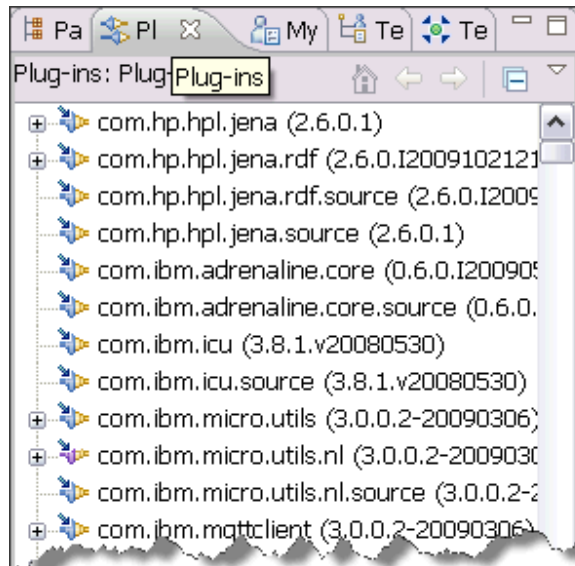 Pa Pl My Te Te
Plug-ins: Plug- Plug-ins
com.hp.hpl.jena (2.6.0.1)
com.hp.hpl.jena.rdf (2.6.0.I2009102121
com.hp.hpl.jena.rdf.source (2.6.0.I2009
com.hp.hpl.jena.source (2.6.0.1)
com.ibm.adrenaline.core (0.6.0.I200905
com.ibm.adrenaline.core.source (0.6.0.
com.ibm.icu (3.8.1.v20080530)
com.ibm.icu.source (3.8.1.v20080530)
com.ibm.micro.utils (3.0.0.2-20090306)
com.ibm.micro.utils.nl (3.0.0.2-2009030
com.ibm.micro.utils.nl.source (3.0.0.2-2
com.ibm.mqttclient (3.0.0.2-20090306)